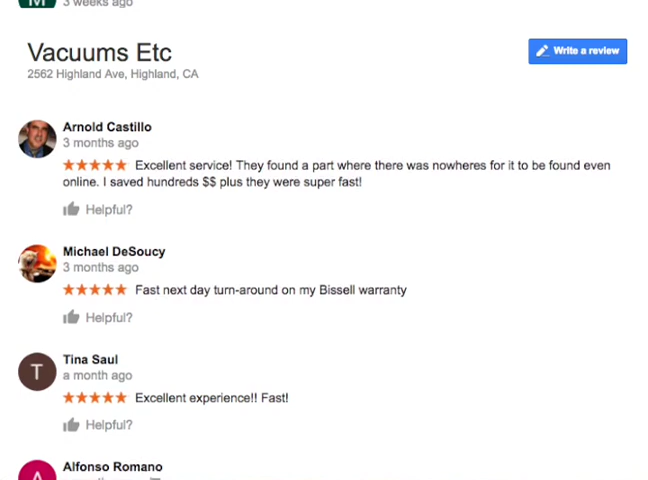 3 weeks ago
Vacuums Etc
Write a review
2562 Highland Ave, Highland, CA
Arnold Castillo
3 months ago
Excellent service! They found a part where there was nowheres for it to be found even
online. I saved hundreds $$ plus they were super fast!
Helpful?
Michael DeSoucy
3 months ago
Fast next day turn-around on my Bissell warranty
Helpful?
T
Tina Saul
a month ago
Excellent experience!! Fast!
Helpful?
Alfonso Romano